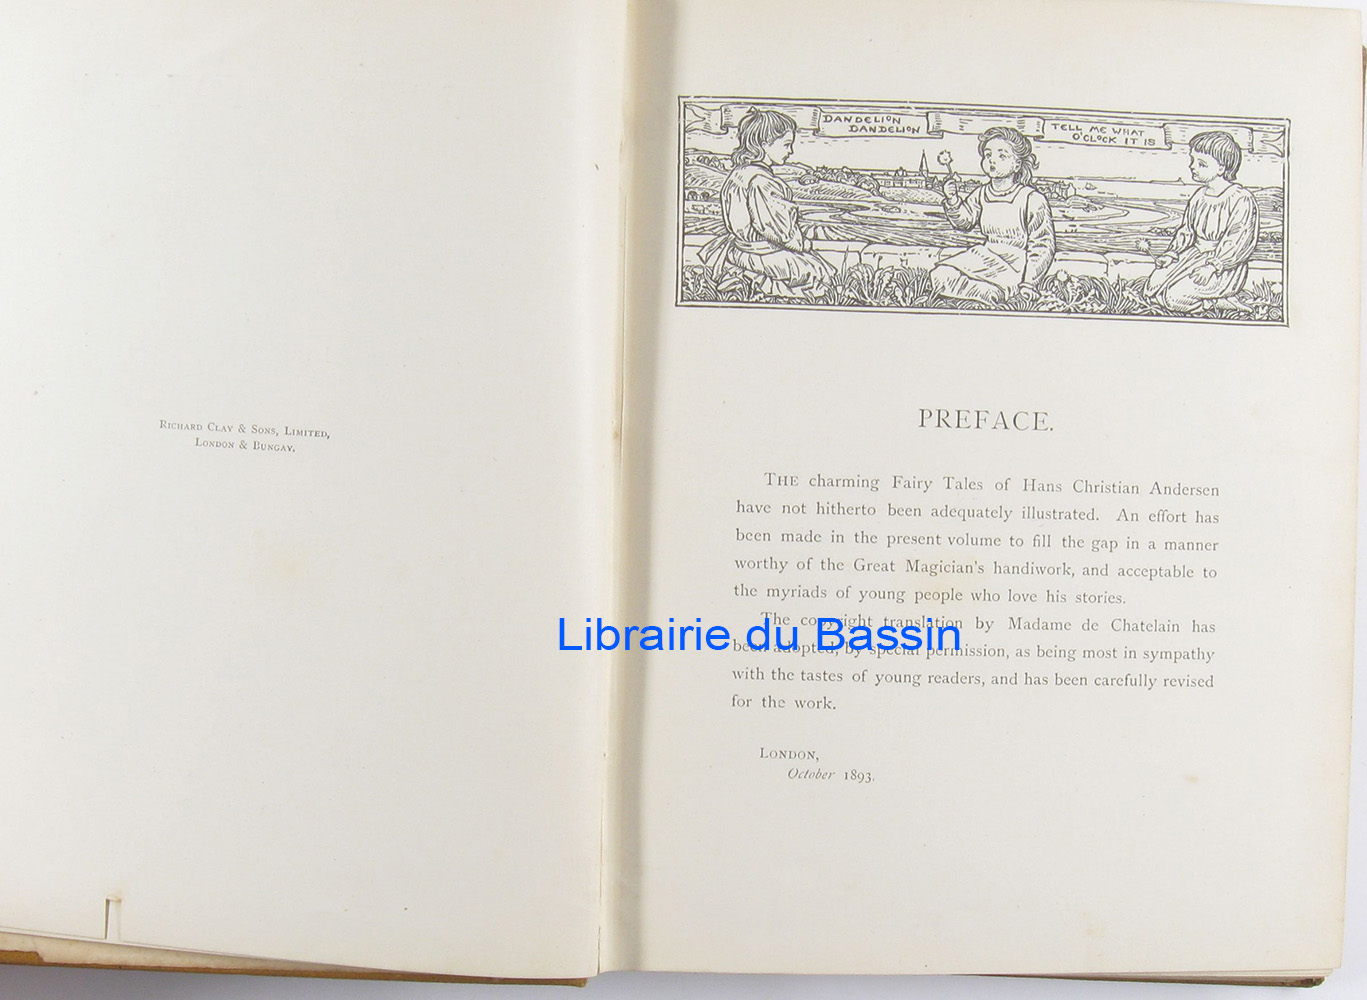 RICHARD CLAY & SONS, LIMITED,
LONDON & BUNGAY.
DANDELION
DANDELION
TELL ME WHAT
O'CLOCK IT IS
PREFACE.
THE charming Fairy Tales of Hans Christian Andersen
have not hitherto been adequately illustrated. An effort has
been made in the present volume to fill the gap in a manner
worthy of the Great Magician's handiwork, and acceptable to
the myriads of young people who love his stories.
The copyright translation by Madame de Chatelain has
been adopted, by special permission, as being most in sympathy
with the tastes of young readers, and has been carefully revised
for the work.
LONDON,
October 1893.
Librairie du Bassin